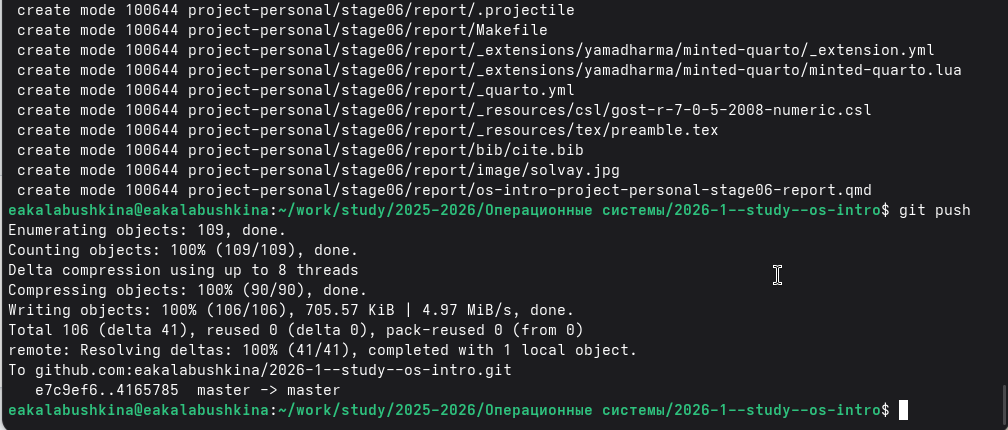 create mode 100644 project-personal/stage06/report/.projectile
create mode 100644 project-personal/stage06/report/Makefile
create mode 100644 project-personal/stage06/report/_extensions/yamadharma/minted-quarto/_extension.yml
create mode 100644 project-personal/stage06/report/_extensions/yamadharma/minted-quarto/minted-quarto.lua
create mode 100644 project-personal/stage06/report/_quarto.yml
create mode 100644 project-personal/stage06/report/_resources/csl/gost-r-7-0-5-2008-numeric.csl
create mode 100644 project-personal/stage06/report/_resources/tex/preamble.tex
create mode 100644 project-personal/stage06/report/bib/cite.bib
create mode 100644 project-personal/stage06/report/image/solvay.jpg
create mode 100644 project-personal/stage06/report/os-intro-project-personal-stage06-report.qmd
eakalabushkina@eakalabushkina:~/work/study/2025-2026/Операционные системы/2026-1--study--os-intro$ git push
Enumerating objects: 109, done.
Counting objects: 100% (109/109), done.
Delta compression using up to 8 threads
Compressing objects: 100% (90/90), done.
Writing objects: 100% (106/106), 705.57 KiB | 4.97 MiB/s, done.
Total 106 (delta 41), reused 0 (delta 0), pack-reused 0 (from 0)
remote: Resolving deltas: 100% (41/41), completed with 1 local object.
To github.com:eakalabushkina/2026-1--study--os-intro.git
   e7c9ef6..4165785  master -> master
eakalabushkina@eakalabushkina:~/work/study/2025-2026/Операционные системы/2026-1--study--os-intro$